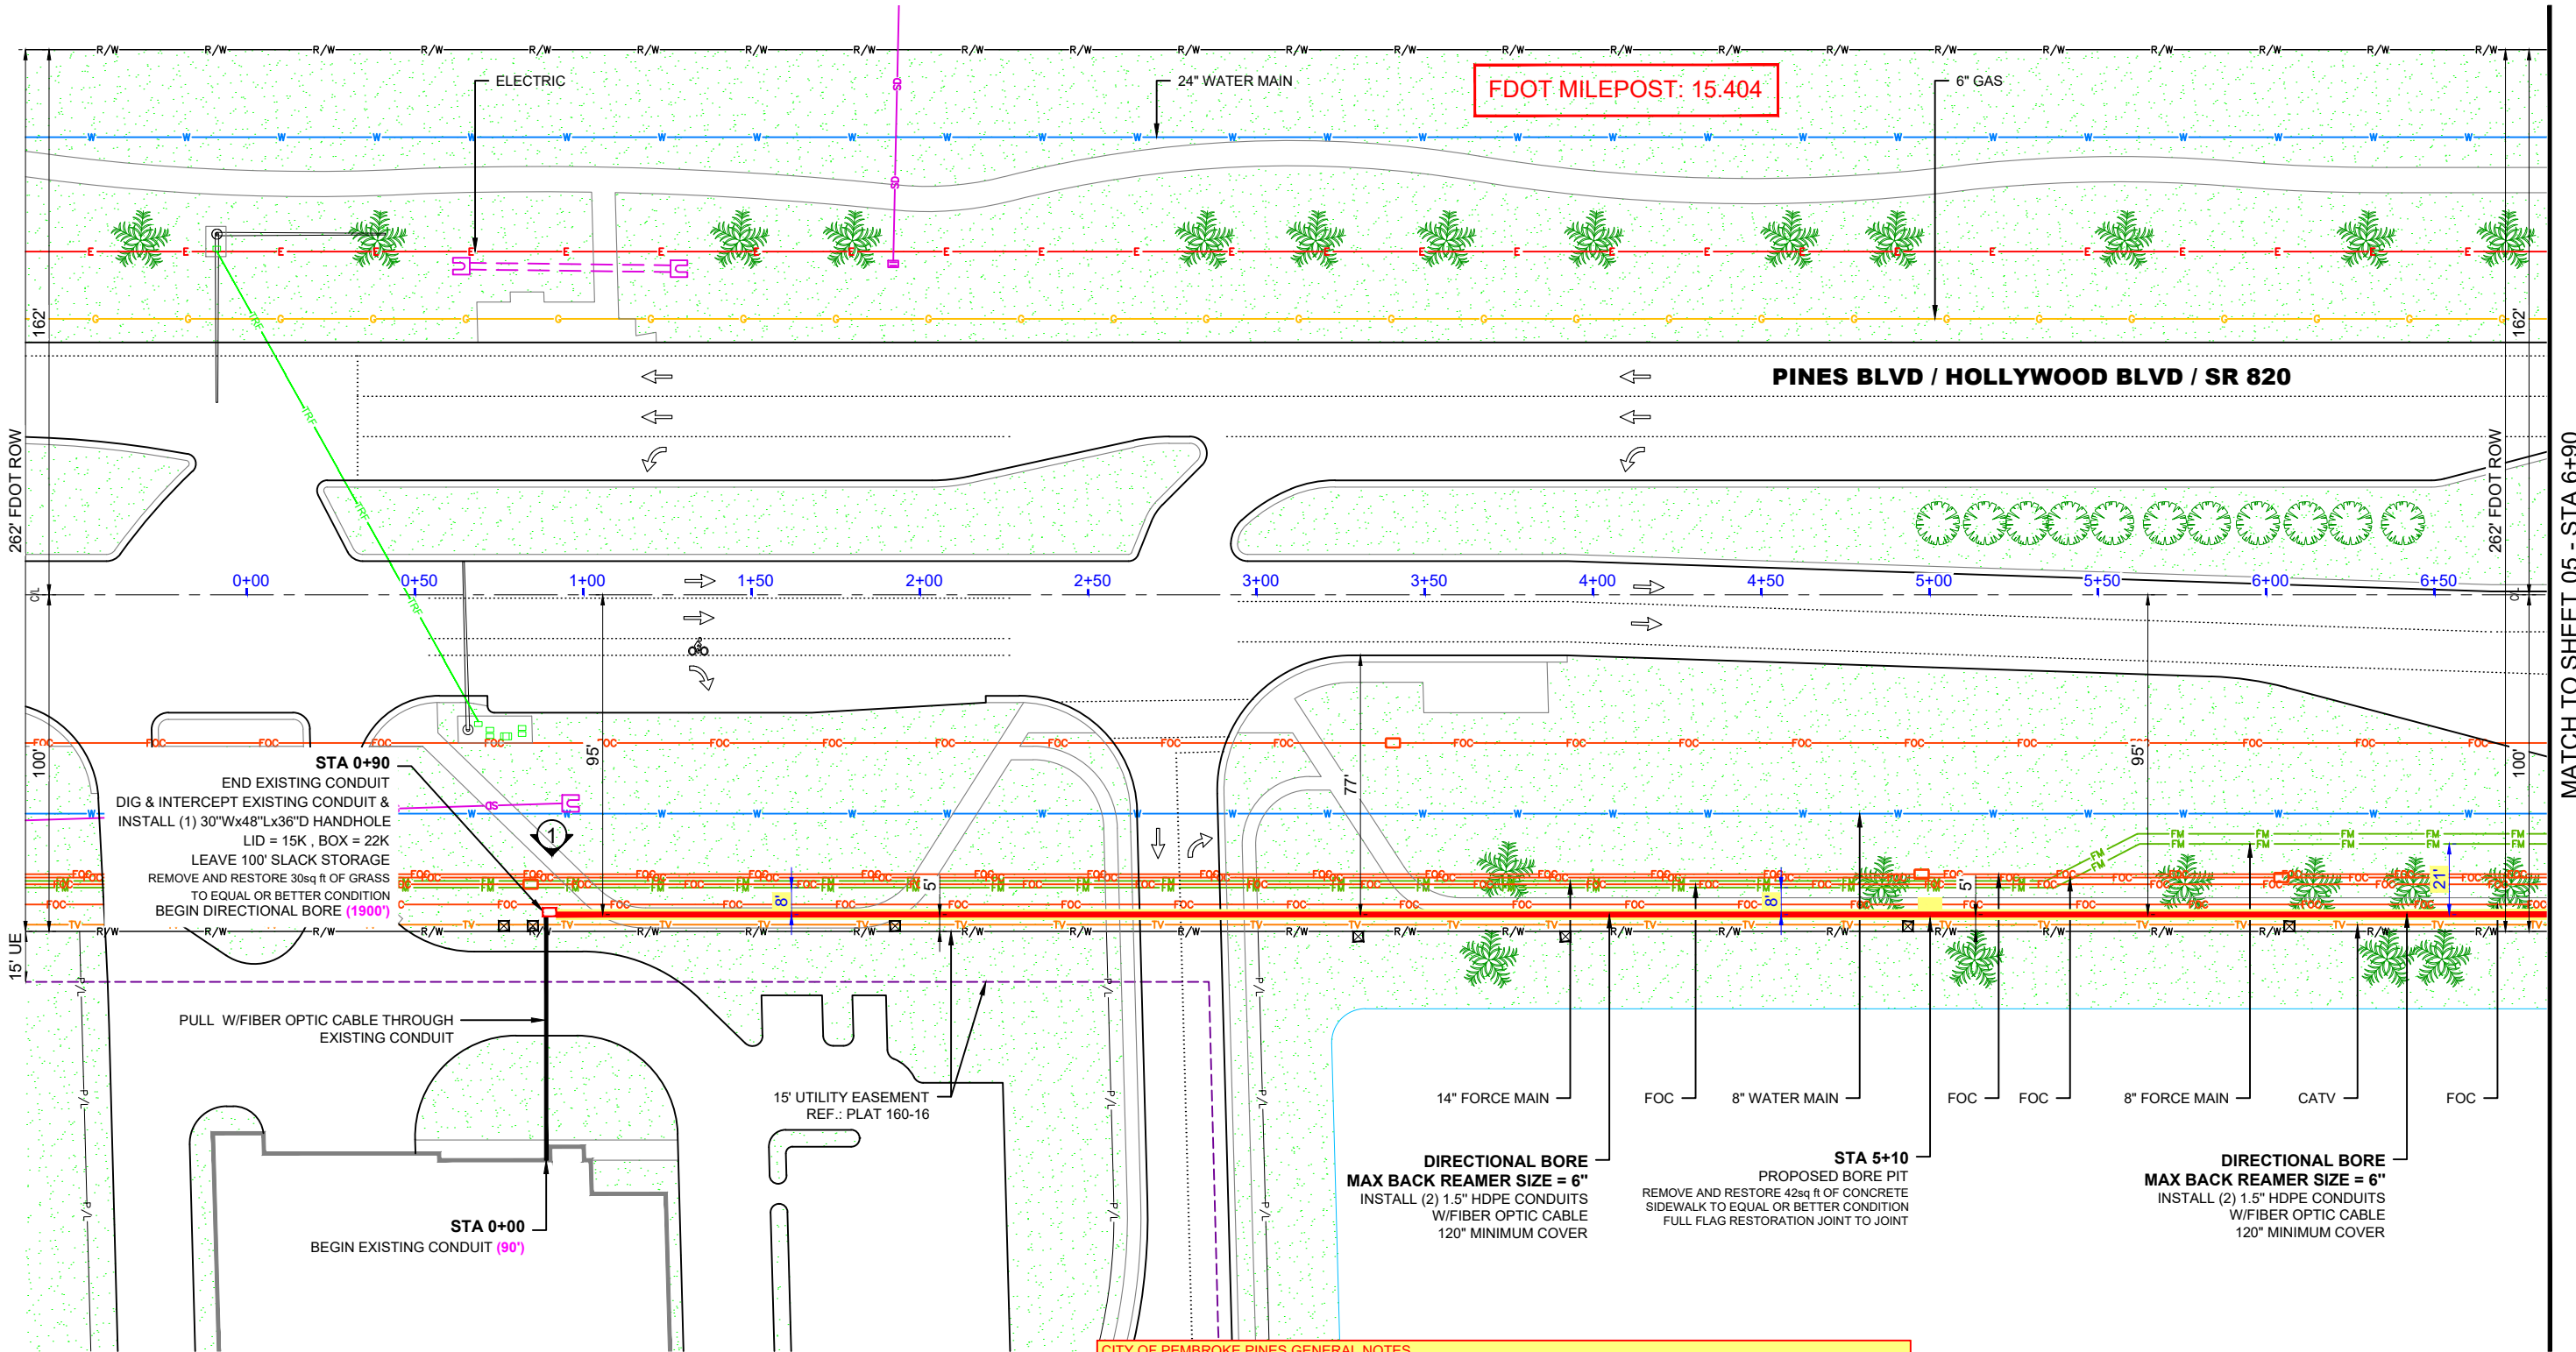 ELECTRIC
24" WATER MAIN
FDOT MILEPOST: 15.404
6" GAS
162'
162'
262' FDOT ROW
262' FDOT ROW
PINES BLVD / HOLLYWOOD BLVD / SR 820
MATCH TO SHEET 05 - STA 6+90
0+00
0+50
1+00
1+50
2+00
2+50
3+00
3+50
4+00
4+50
5+00
5+50
6+00
6+50
C/L
C/L
100'
95'
77'
95'
100'
STA 0+90
END EXISTING CONDUIT
DIG & INTERCEPT EXISTING CONDUIT &
INSTALL (1) 30"Wx48"Lx36"D HANDHOLE
LID = 15K , BOX = 22K
LEAVE 100' SLACK STORAGE
REMOVE AND RESTORE 30sq ft OF GRASS
TO EQUAL OR BETTER CONDITION
BEGIN DIRECTIONAL BORE (1900')
1
8'
5'
8'
5'
21'
15' UE
PULL W/FIBER OPTIC CABLE THROUGH
EXISTING CONDUIT
15' UTILITY EASEMENT
REF.: PLAT 160-16
14" FORCE MAIN
FOC
8" WATER MAIN
FOC
FOC
8" FORCE MAIN
CATV
FOC
DIRECTIONAL BORE
MAX BACK REAMER SIZE = 6"
INSTALL (2) 1.5" HDPE CONDUITS
W/FIBER OPTIC CABLE
120" MINIMUM COVER
STA 5+10
PROPOSED BORE PIT
REMOVE AND RESTORE 42sq ft OF CONCRETE
SIDEWALK TO EQUAL OR BETTER CONDITION
FULL FLAG RESTORATION JOINT TO JOINT
DIRECTIONAL BORE
MAX BACK REAMER SIZE = 6"
INSTALL (2) 1.5" HDPE CONDUITS
W/FIBER OPTIC CABLE
120" MINIMUM COVER
STA 0+00
BEGIN EXISTING CONDUIT (90')
CITY OF PEMBROKE PINES GENERAL NOTES